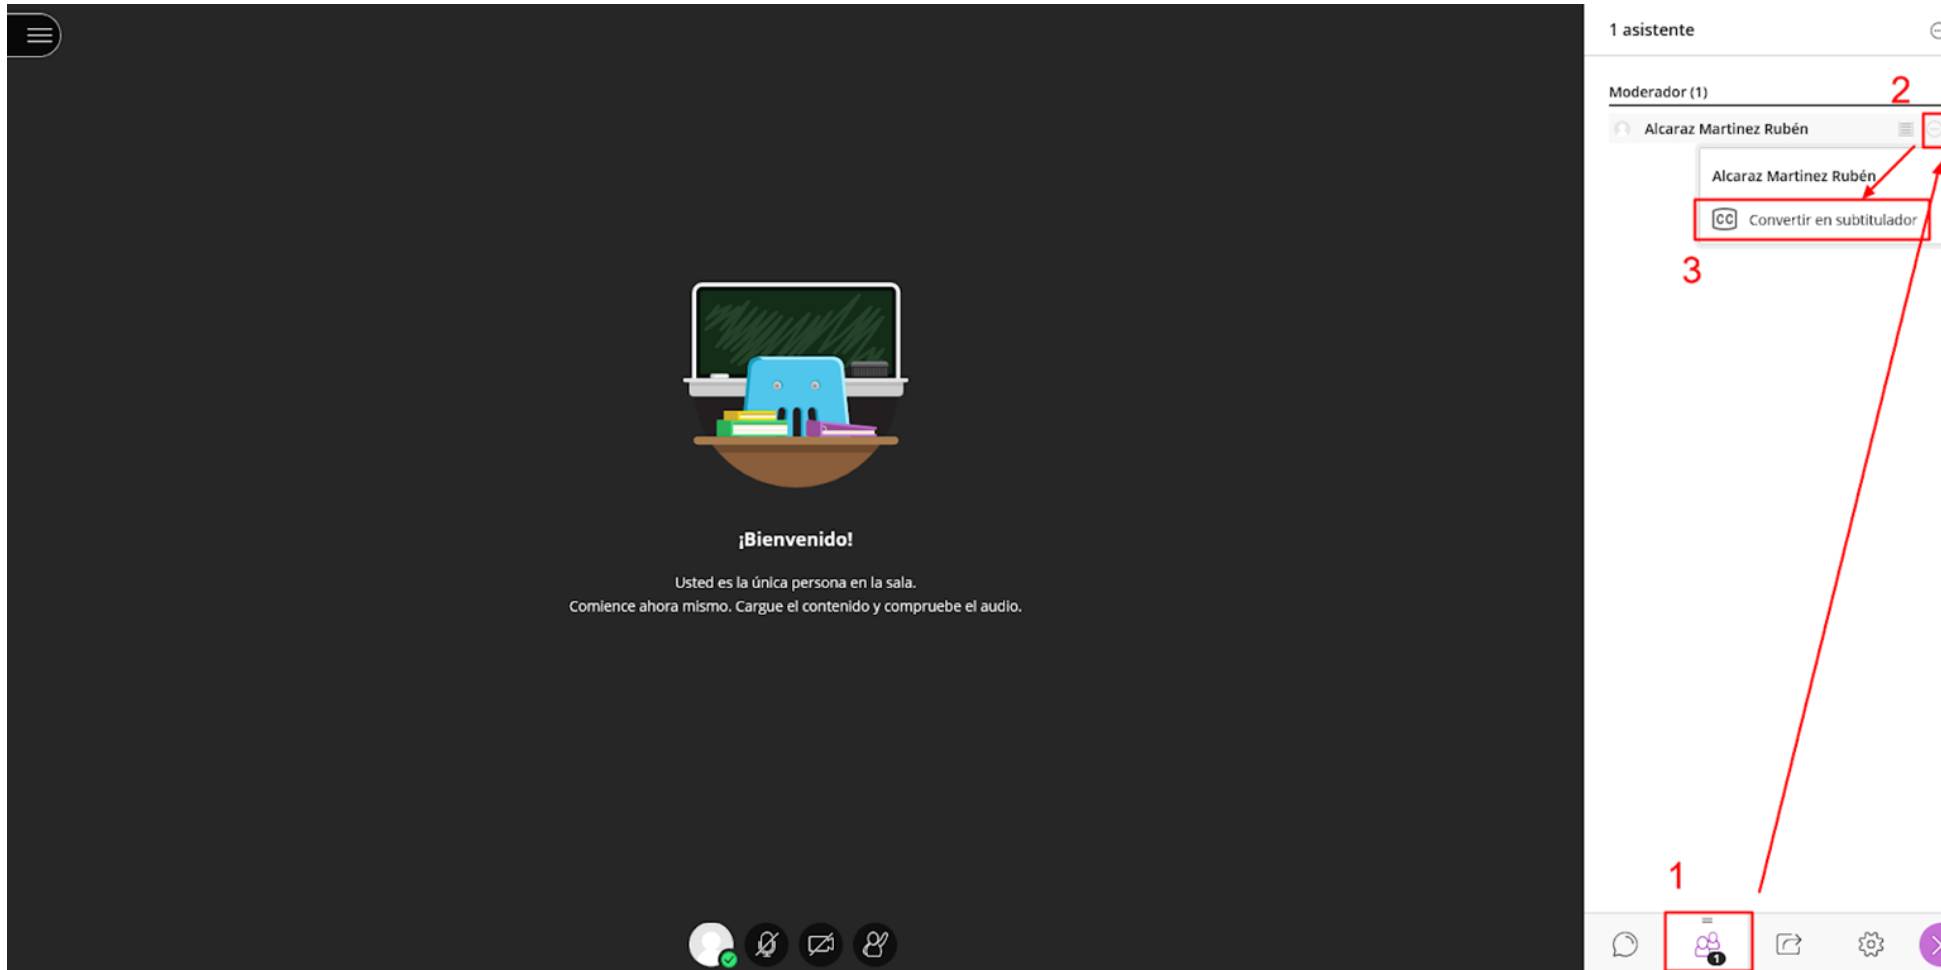 1 asistente
Moderador (1)
2
Alcaraz Martinez Rubén
Alcaraz Martinez Rubén
CC Convertir en subtitulador
3
¡Bienvenido!
Usted es la única persona en la sala.
Comience ahora mismo. Cargue el contenido y compruebe el audio.
1
1